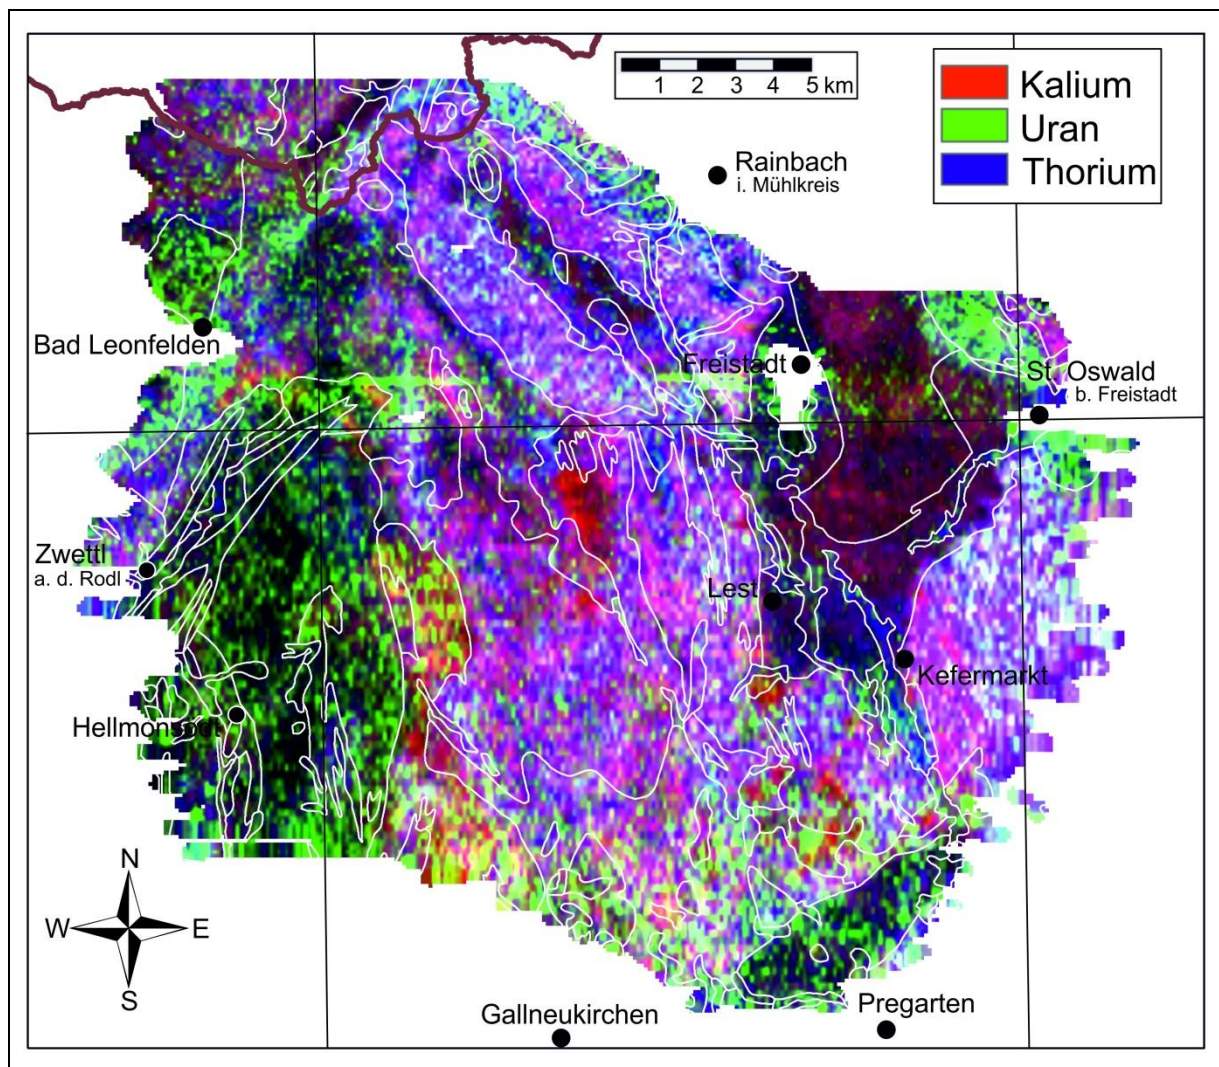 1 2 3 4 5 km
Kalium
Uran
Thorium
Rainbach
i. Mühlkreis
Bad Leonfelden
Freistadt
St. Oswald
b. Freistadt
Zwettl
a. d. Rodl
Lest
Kefermarkt
Hellmonsödt
N
W E
S
Gallneukirchen
Pregarten